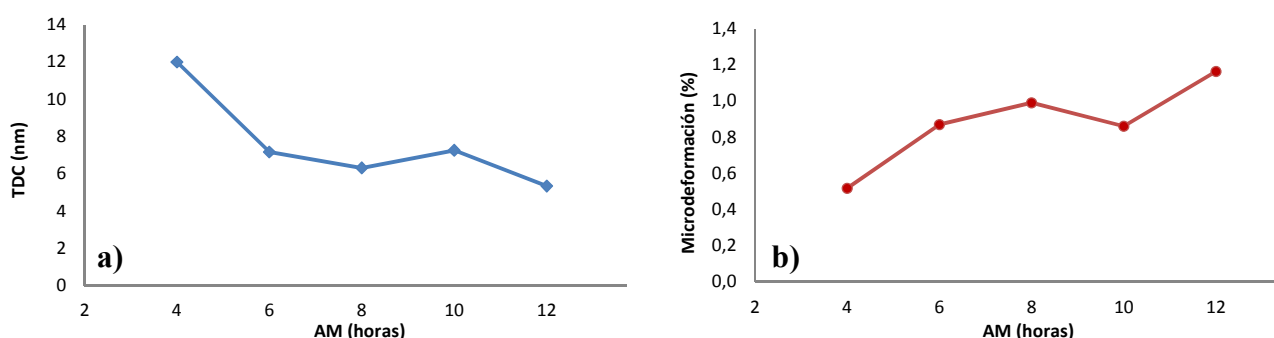 14
12
10
8
6
4
2
0
TDC (nm)
a)
2 4 6 8 10 12
AM (horas)
1,4
1,2
1,0
0,8
0,6
0,4
0,2
0,0
Microdeformación (%)
b)
2 4 6 8 10 12
AM (horas)